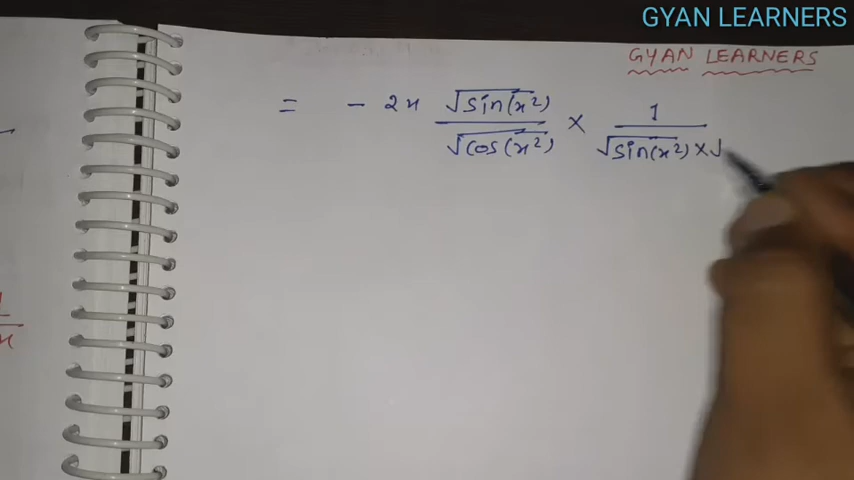 GYAN LEARNERS
GYAN LEARNERS
= - 2x √sin(x²) / √cos(x²) × 1 / √sin(x²) × √